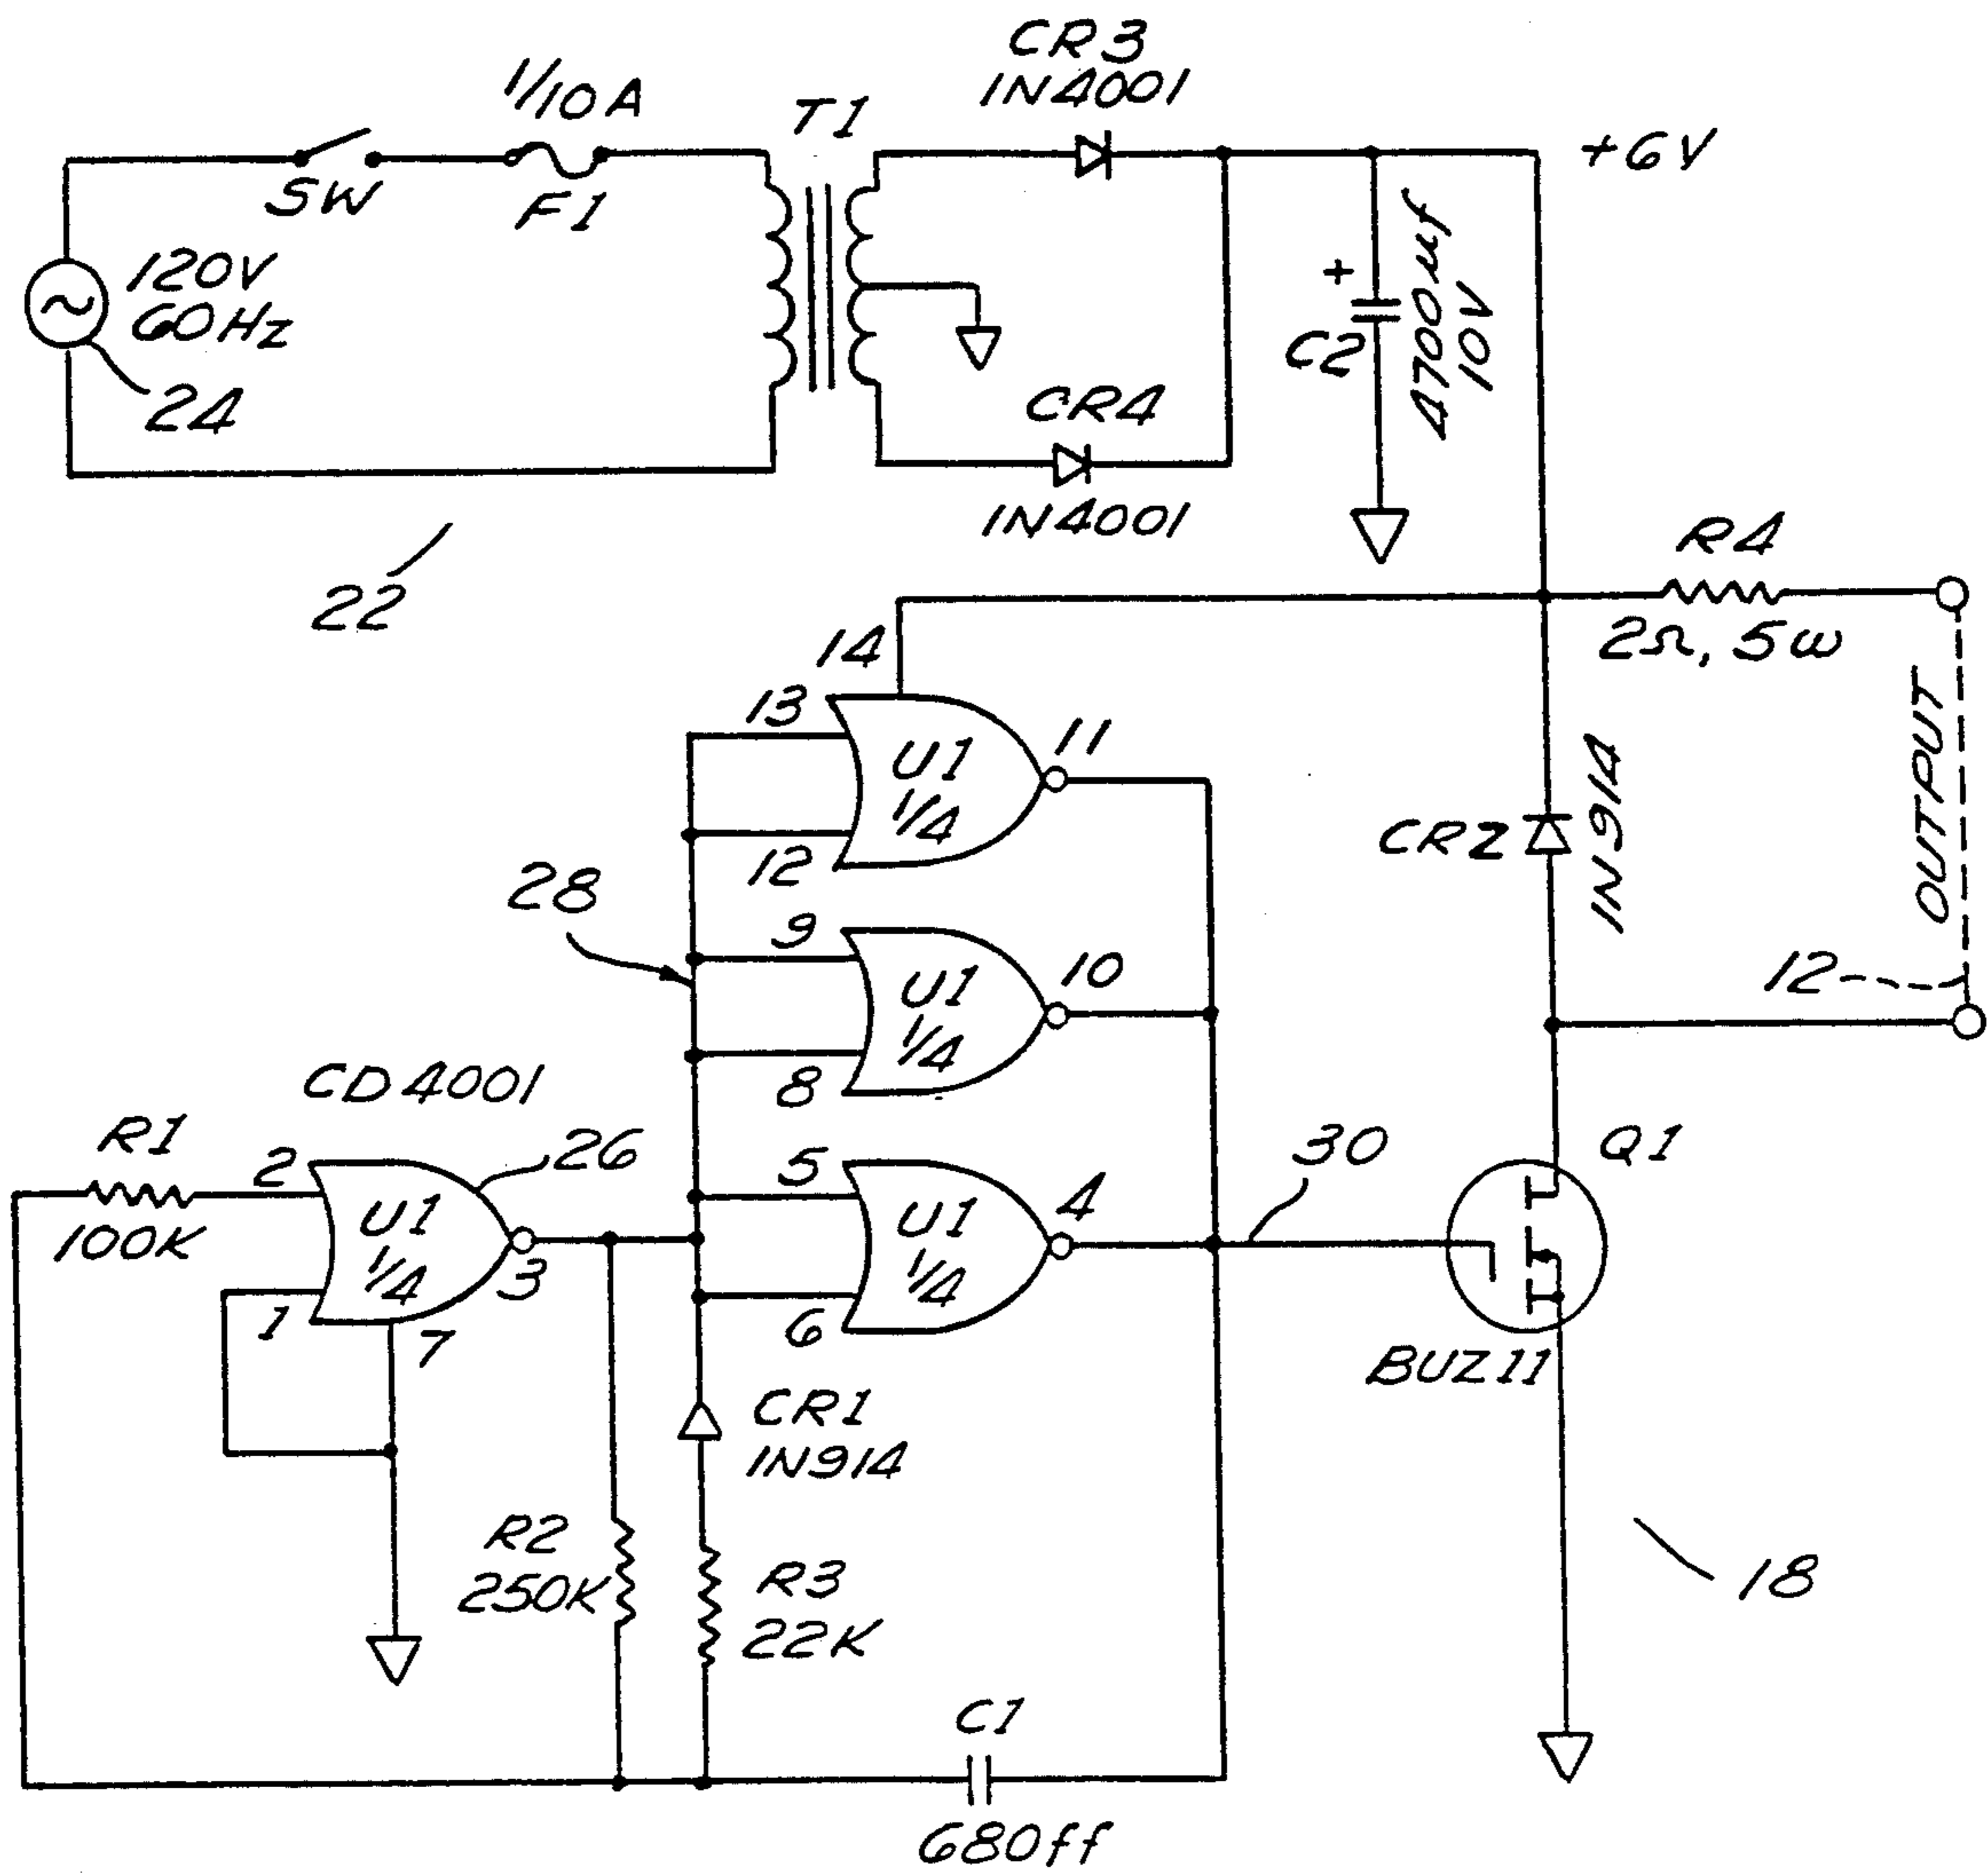 CR3
1N4001
1/10A
T1
+6V
SW
F1
120V
60Hz
24
+
C2
4700µf
10V
CR4
1N4001
22
R4
2Ω, 5W
14
13
U1
1/4
11
12
OUTPUT
CR2
1N914
28
9
U1
1/4
10
8
12
CD4001
R1
100K
2
26
U1
1/4
3
1
7
5
U1
1/4
4
6
30
Q1
BUZ11
CR1
1N914
R2
250K
R3
22K
18
C1
680ff